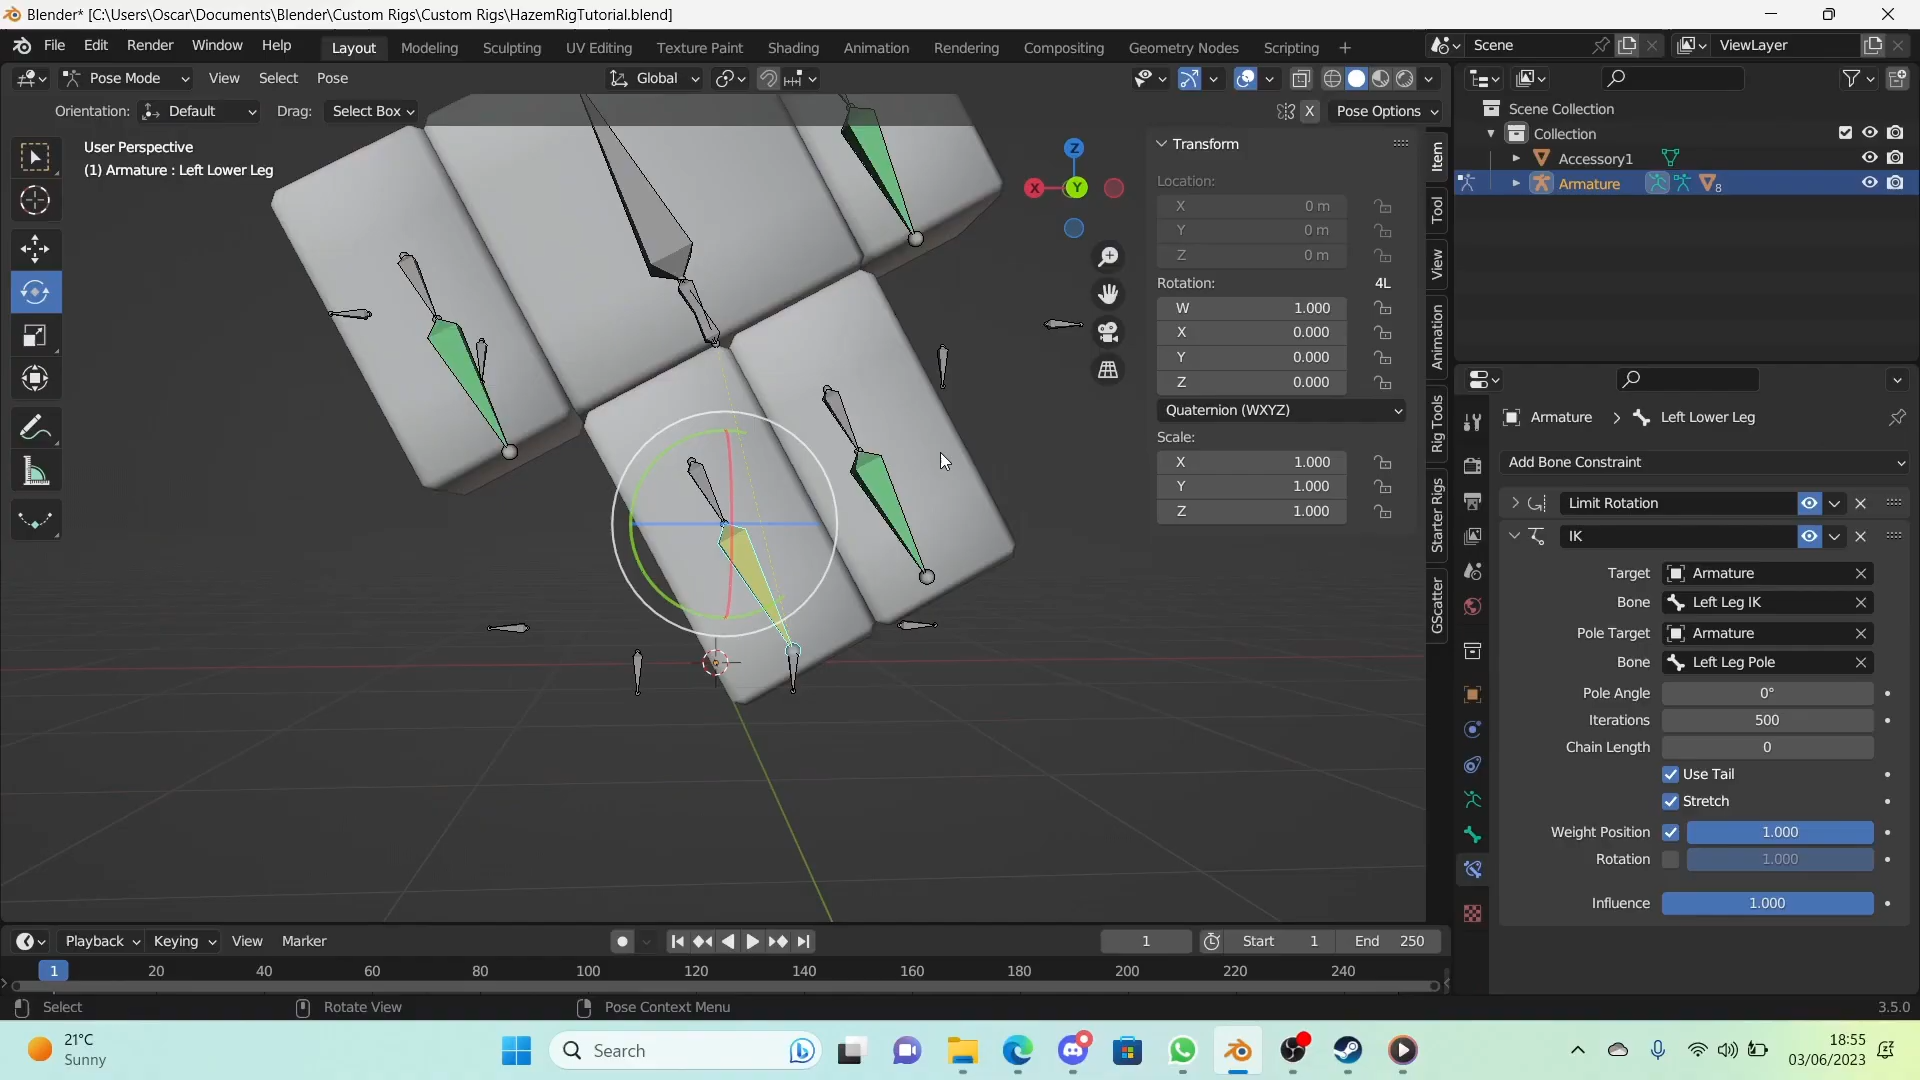 Blender* [C:\Users\Oscar\Documents\Blender\Custom Rigs\Custom Rigs\HazemRigTutorial.blend]
File Edit Render Window Help Layout Modeling Sculpting UV Editing Texture Paint Shading Animation Rendering Compositing Geometry Nodes Scripting + Scene ViewLayer
Pose Mode View Select Pose Global
Orientation: Default Drag: Select Box X Pose Options
User Perspective
(1) Armature : Left Lower Leg
Z
X Y
Transform
Location:
X 0 m
Y 0 m
Z 0 m
Rotation: 4L
W 1.000
X 0.000
Y 0.000
Z 0.000
Quaternion (WXYZ)
Scale:
X 1.000
Y 1.000
Z 1.000
Item
Tool
View
Animation
Rig Tools
Starter Rigs
GScatter
Scene Collection
Collection
Accessory1
Armature 8
Armature > Left Lower Leg
Add Bone Constraint
Limit Rotation
IK
Target Armature
Bone Left Leg IK
Pole Target Armature
Bone Left Leg Pole
Pole Angle 0°
Iterations 500
Chain Length 0
Use Tail
Stretch
Weight Position 1.000
Rotation 1.000
Influence 1.000
Playback Keying View Marker 1 Start 1 End 250
1 20 40 60 80 100 120 140 160 180 200 220 240
Select Rotate View Pose Context Menu 3.5.0
21°C
Sunny
Search
18:55
03/06/2023